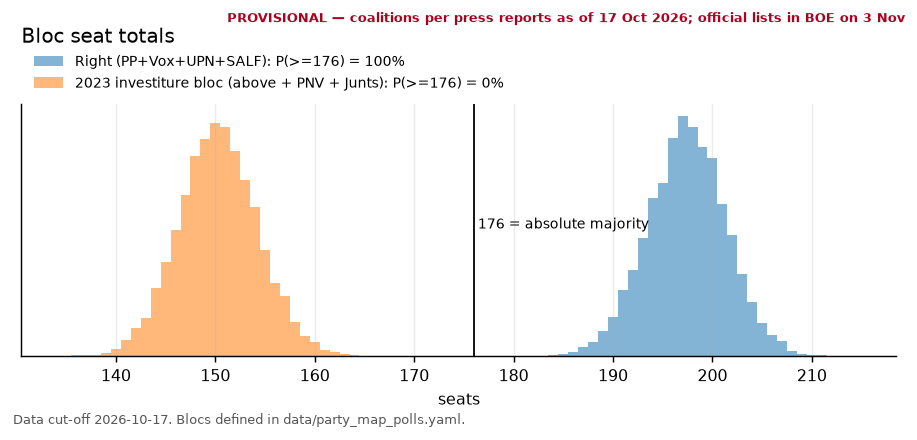 PROVISIONAL — coalitions per press reports as of 17 Oct 2026; official lists in BOE on 3 Nov
Bloc seat totals
Right (PP+Vox+UPN+SALF): P(>=176) = 100%
2023 investiture bloc (above + PNV + Junts): P(>=176) = 0%
176 = absolute majority
140 150 160 170 180 190 200 210
seats
Data cut-off 2026-10-17. Blocs defined in data/party_map_polls.yaml.